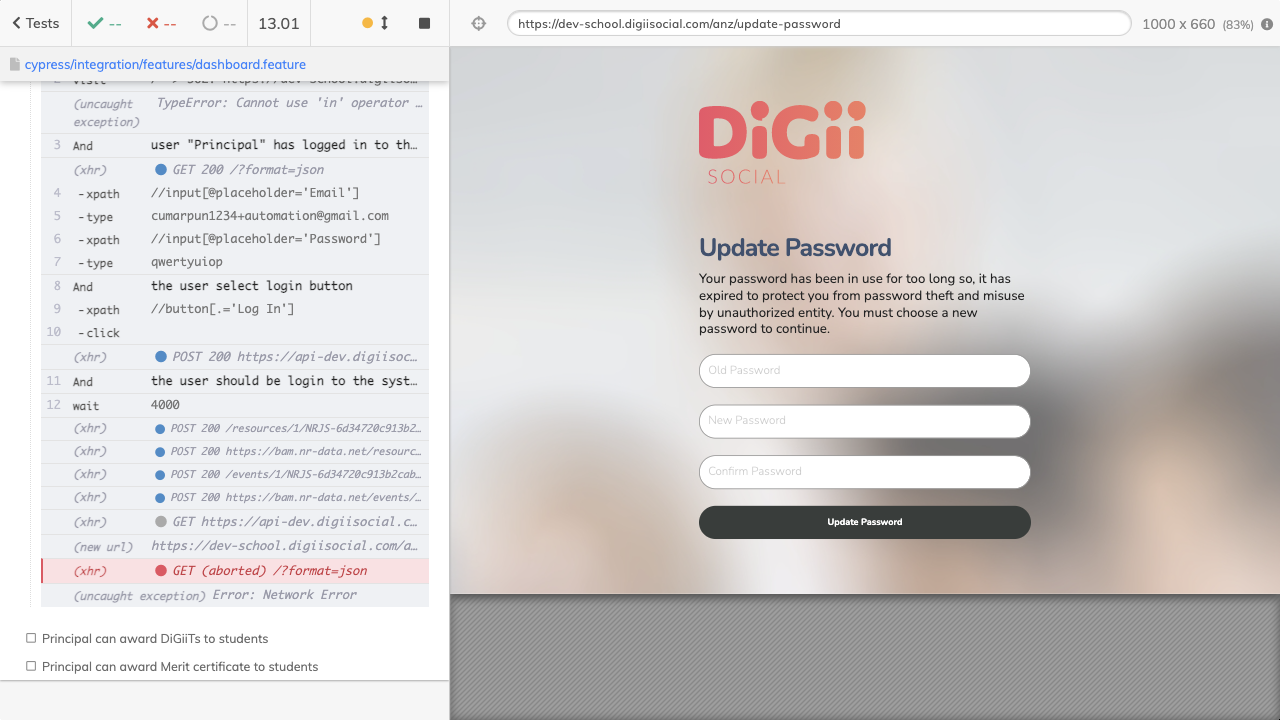 Tests
--
--
--
13.01
https://dev-school.digiisocial.com/anz/update-password
1000 x 660 (83%)
cypress/integration/features/dashboard.feature
(uncaught exception) TypeError: Cannot use 'in' operator …
3 And user "Principal" has logged in to th…
(xhr) GET 200 /?format=json
4 -xpath //input[@placeholder='Email']
5 -type cumarpun1234+automation@gmail.com
6 -xpath //input[@placeholder='Password']
7 -type qwertyuiop
8 And the user select login button
9 -xpath //button[.='Log In']
10 -click
(xhr) POST 200 https://api-dev.digiisoc…
11 And the user should be login to the syst…
12 wait 4000
(xhr) POST 200 /resources/1/NRJS-6d34720c913b2…
(xhr) POST 200 https://bam.nr-data.net/resourc…
(xhr) POST 200 /events/1/NRJS-6d34720c913b2cab…
(xhr) POST 200 https://bam.nr-data.net/events/…
(xhr) GET https://api-dev.digiisocial.c…
(new url) https://dev-school.digiisocial.com/a…
(xhr) GET (aborted) /?format=json
(uncaught exception) Error: Network Error
Principal can award DiGiiTs to students
Principal can award Merit certificate to students
DiGii
SOCIAL
Update Password
Your password has been in use for too long so, it has
expired to protect you from password theft and misuse
by unauthorized entity. You must choose a new
password to continue.
Old Password
New Password
Confirm Password
Update Password